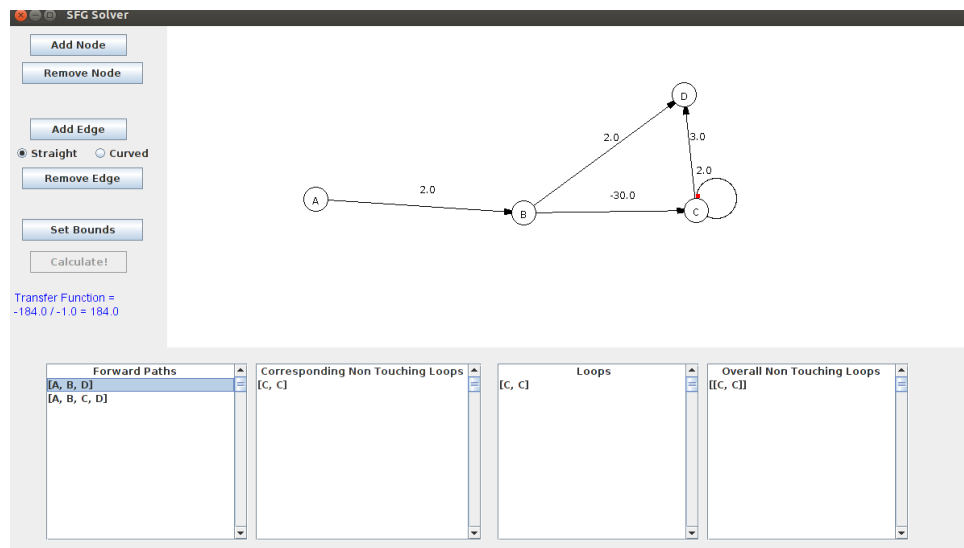 SFG Solver
Add Node
Remove Node
Add Edge
Straight Curved
Remove Edge
Set Bounds
Calculate!
Transfer Function =
-184.0 / -1.0 = 184.0
D
2.0
3.0
2.0
2.0
-30.0
A
B
C
Forward Paths
[A, B, D]
[A, B, C, D]
Corresponding Non Touching Loops
[C, C]
Loops
[C, C]
Overall Non Touching Loops
[[C, C]]